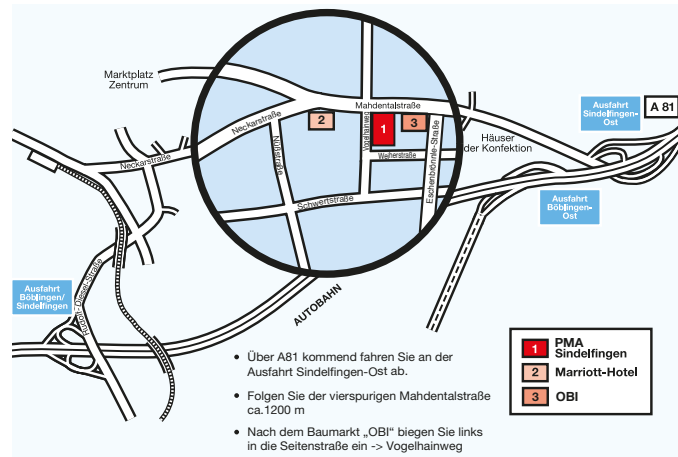 Marktplatz
Zentrum
Mahdentalstraße
Neckarstraße
Neckarstraße
2
1
3
Vogelhainweg
Weiherstraße
Nußstraße
Schwertstraße
Eschenbrünnle-Straße
Häuser
der Konfektion
Ausfahrt
Sindelfingen-
Ost
A 81
Ausfahrt
Böblingen-
Ost
Ausfahrt
Böblingen/
Sindelfingen
Rudolf-Diesel-Straße
AUTOBAHN
• Über A81 kommend fahren Sie an der
Ausfahrt Sindelfingen-Ost ab.
• Folgen Sie der vierspurigen Mahdentalstraße
ca.1200 m
• Nach dem Baumarkt „OBI“ biegen Sie links
in die Seitenstraße ein -> Vogelhainweg
1 PMA
Sindelfingen
2 Marriott-Hotel
3 OBI